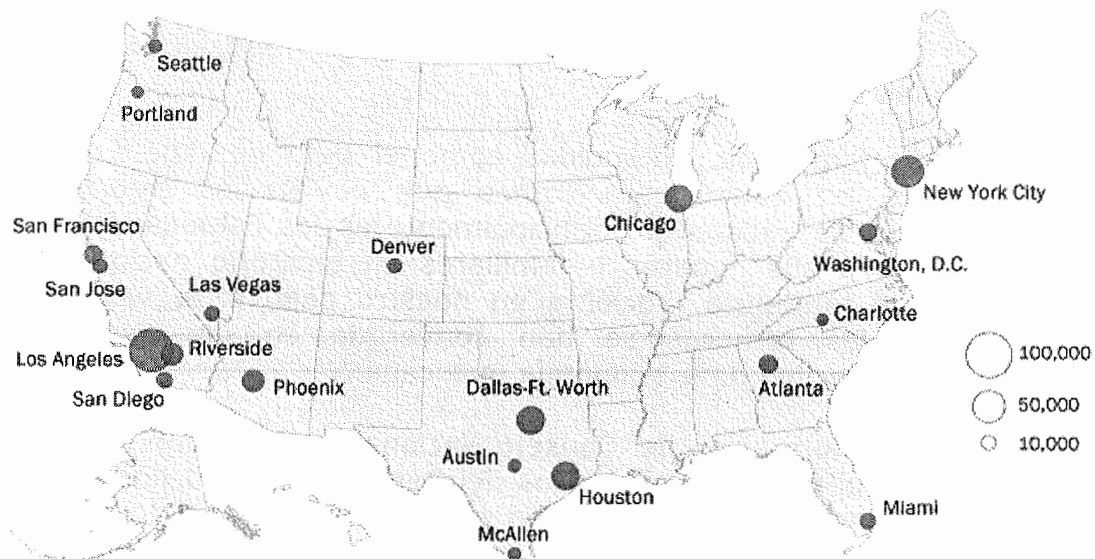 Seattle
Portland
San Francisco
San Jose
Las Vegas
Denver
Chicago
New York City
Washington, D.C.
Charlotte
Los Angeles
Riverside
San Diego
Phoenix
Dallas-Ft. Worth
Atlanta
Austin
Houston
McAllen
Miami
100,000
50,000
10,000